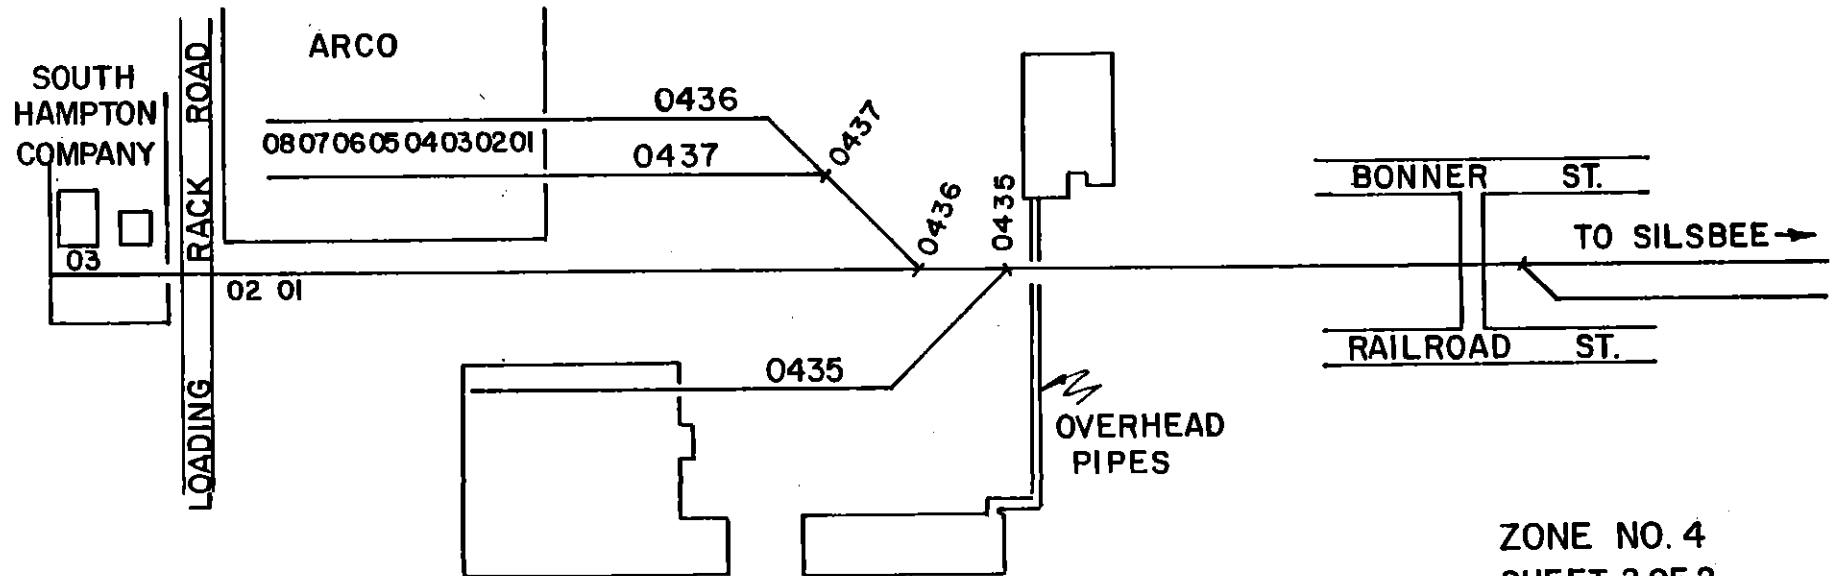 ARCO
SOUTH
HAMPTON
COMPANY
LOADING RACK ROAD
0436
0437
08 07 06 05 04 03 02 01
0437
0436
0435
03
02 01
BONNER ST.
TO SILSBEE
RAILROAD ST.
0435
OVERHEAD
PIPES
ZONE NO. 4